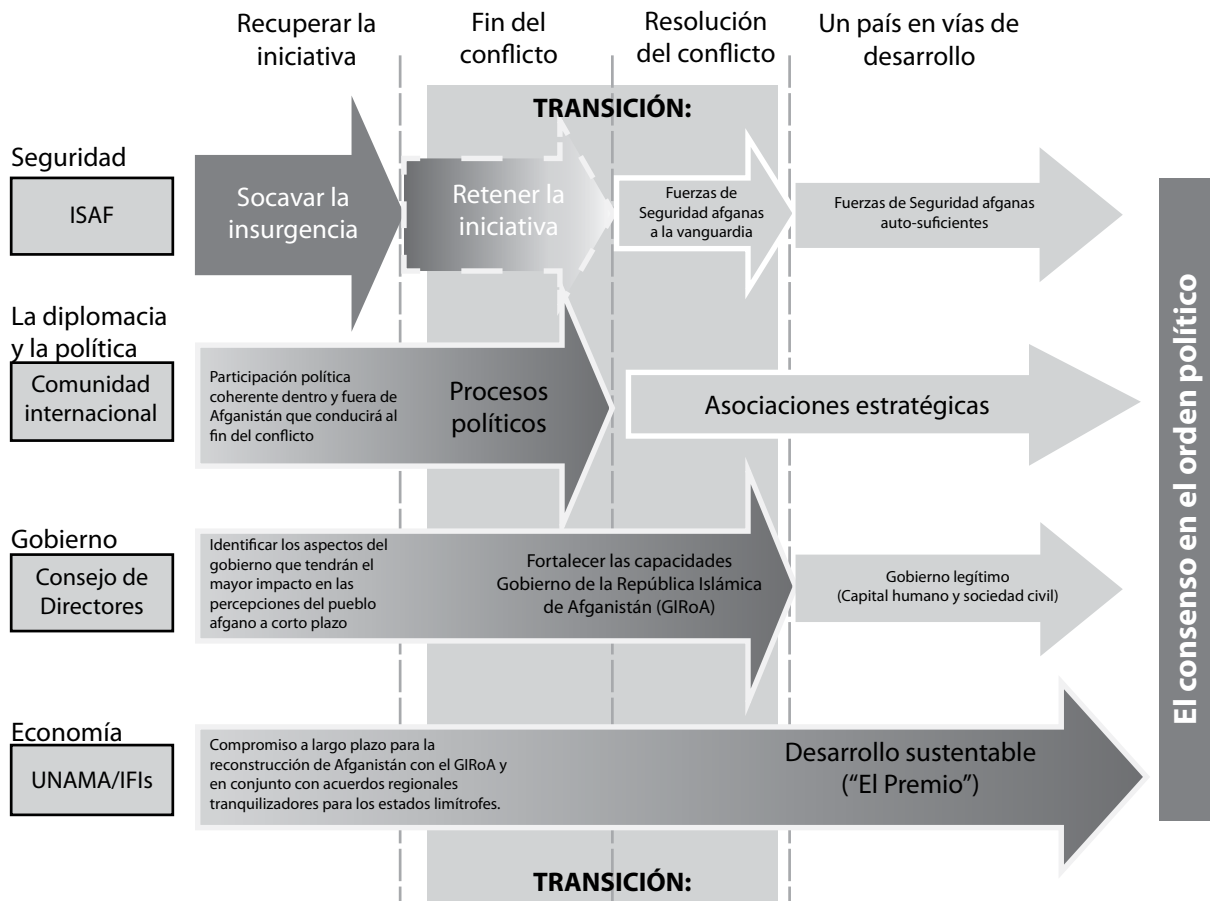 Recuperar la
iniciativa
Fin del
conflicto
Resolución
del conflicto
Un país en vías de
desarrollo
TRANSICIÓN:
Seguridad
ISAF
Socavar la
insurgencia
Retener la
iniciativa
Fuerzas de
Seguridad afganas
a la vanguardia
Fuerzas de Seguridad afganas
auto-suficientes
La diplomacia
y la política
Comunidad
internacional
Participación política
coherente dentro y fuera de
Afganistán que conducirá al
fin del conflicto
Procesos
políticos
Asociaciones estratégicas
Gobierno
Consejo de
Directores
Identificar los aspectos del
gobierno que tendrán el
mayor impacto en las
percepciones del pueblo
afgano a corto plazo
Fortalecer las capacidades
Gobierno de la República Islámica
de Afganistán (GIRoA)
Gobierno legítimo
(Capital humano y sociedad civil)
Economía
UNAMA/IFIs
Compromiso a largo plazo para la
reconstrucción de Afganistán con el GIRoA y
en conjunto con acuerdos regionales
tranquilizadores para los estados limítrofes.
Desarrollo sustentable
(“El Premio”)
TRANSICIÓN:
El consenso en el orden político